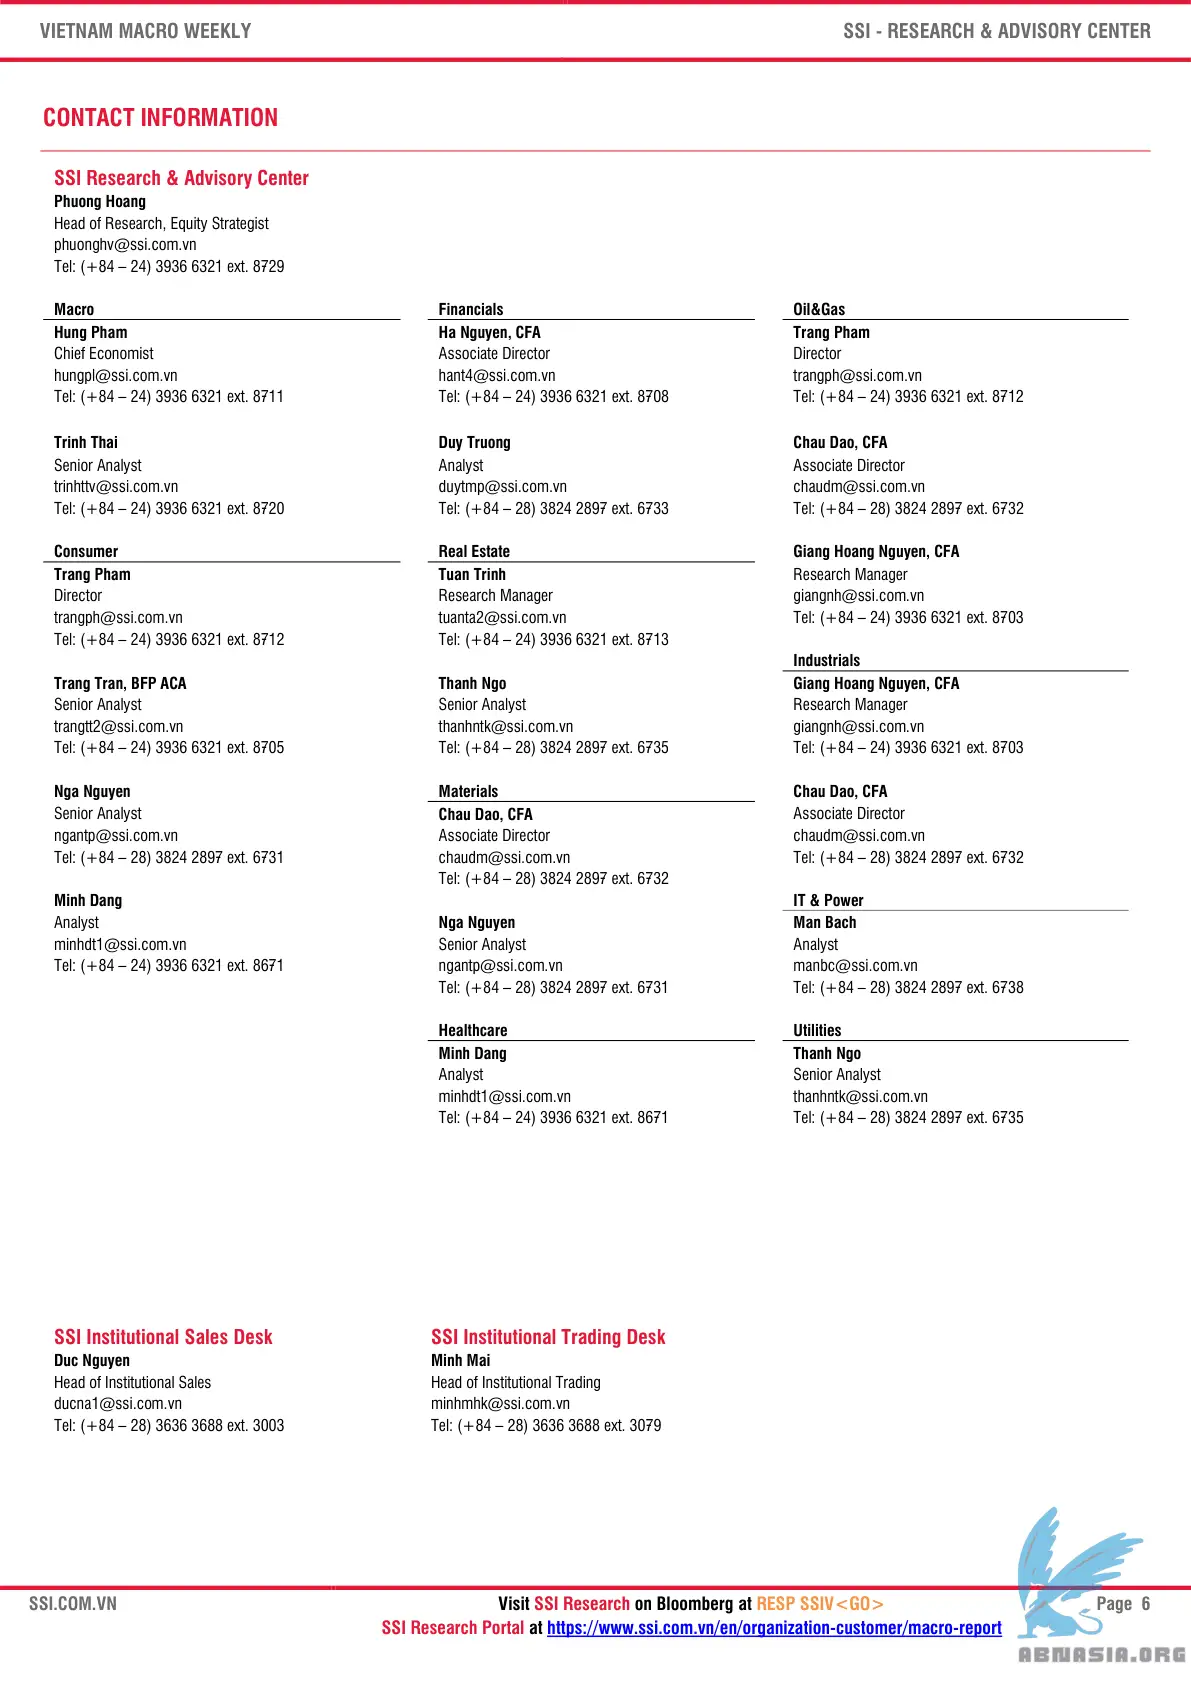 VIETNAM MACRO WEEKLY
SSI - RESEARCH & ADVISORY CENTER
CONTACT INFORMATION
SSI Research & Advisory Center
Phuong Hoang
Head of Research, Equity Strategist
phuonghv@ssi.com.vn
Tel: (+84 – 24) 3936 6321 ext. 8729
Macro
Hung Pham
Chief Economist
hungpl@ssi.com.vn
Tel: (+84 – 24) 3936 6321 ext. 8711
Trinh Thai
Senior Analyst
trinhttv@ssi.com.vn
Tel: (+84 – 24) 3936 6321 ext. 8720
Consumer
Trang Pham
Director
trangph@ssi.com.vn
Tel: (+84 – 24) 3936 6321 ext. 8712
Trang Tran, BFP ACA
Senior Analyst
trangtt2@ssi.com.vn
Tel: (+84 – 24) 3936 6321 ext. 8705
Nga Nguyen
Senior Analyst
ngantp@ssi.com.vn
Tel: (+84 – 28) 3824 2897 ext. 6731
Minh Dang
Analyst
minhdt1@ssi.com.vn
Tel: (+84 – 24) 3936 6321 ext. 8671
Financials
Ha Nguyen, CFA
Associate Director
hant4@ssi.com.vn
Tel: (+84 – 24) 3936 6321 ext. 8708
Duy Truong
Analyst
duytmp@ssi.com.vn
Tel: (+84 – 28) 3824 2897 ext. 6733
Real Estate
Tuan Trinh
Research Manager
tuanta2@ssi.com.vn
Tel: (+84 – 24) 3936 6321 ext. 8713
Thanh Ngo
Senior Analyst
thanhntk@ssi.com.vn
Tel: (+84 – 28) 3824 2897 ext. 6735
Materials
Chau Dao, CFA
Associate Director
chaudm@ssi.com.vn
Tel: (+84 – 28) 3824 2897 ext. 6732
Nga Nguyen
Senior Analyst
ngantp@ssi.com.vn
Tel: (+84 – 28) 3824 2897 ext. 6731
Healthcare
Minh Dang
Analyst
minhdt1@ssi.com.vn
Tel: (+84 – 24) 3936 6321 ext. 8671
Oil&Gas
Trang Pham
Director
trangph@ssi.com.vn
Tel: (+84 – 24) 3936 6321 ext. 8712
Chau Dao, CFA
Associate Director
chaudm@ssi.com.vn
Tel: (+84 – 28) 3824 2897 ext. 6732
Giang Hoang Nguyen, CFA
Research Manager
giangnh@ssi.com.vn
Tel: (+84 – 24) 3936 6321 ext. 8703
Industrials
Giang Hoang Nguyen, CFA
Research Manager
giangnh@ssi.com.vn
Tel: (+84 – 24) 3936 6321 ext. 8703
Chau Dao, CFA
Associate Director
chaudm@ssi.com.vn
Tel: (+84 – 28) 3824 2897 ext. 6732
IT & Power
Man Bach
Analyst
manbc@ssi.com.vn
Tel: (+84 – 28) 3824 2897 ext. 6738
Utilities
Thanh Ngo
Senior Analyst
thanhntk@ssi.com.vn
Tel: (+84 – 28) 3824 2897 ext. 6735
SSI Institutional Sales Desk
Duc Nguyen
Head of Institutional Sales
ducna1@ssi.com.vn
Tel: (+84 – 28) 3636 3688 ext. 3003
SSI Institutional Trading Desk
Minh Mai
Head of Institutional Trading
minhmhk@ssi.com.vn
Tel: (+84 – 28) 3636 3688 ext. 3079
SSI.COM.VN
Visit SSI Research on Bloomberg at RESP SSIV<GO>
Page 6
SSI Research Portal at https://www.ssi.com.vn/en/organization-customer/macro-report
ABNASIA.ORG